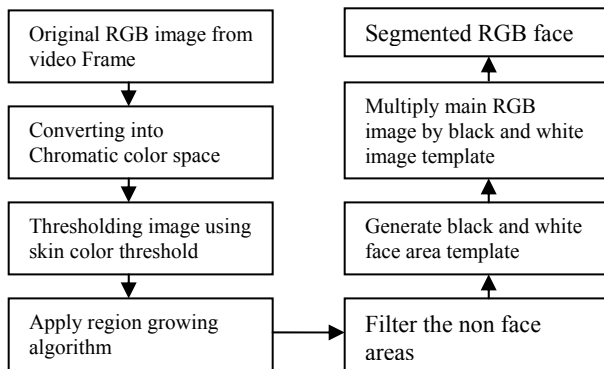 Original RGB image from
video Frame
Converting into
Chromatic color space
Thresholding image using
skin color threshold
Apply region growing
algorithm
Filter the non face
areas
Generate black and white
face area template
Multiply main RGB
image by black and white
image template
Segmented RGB face